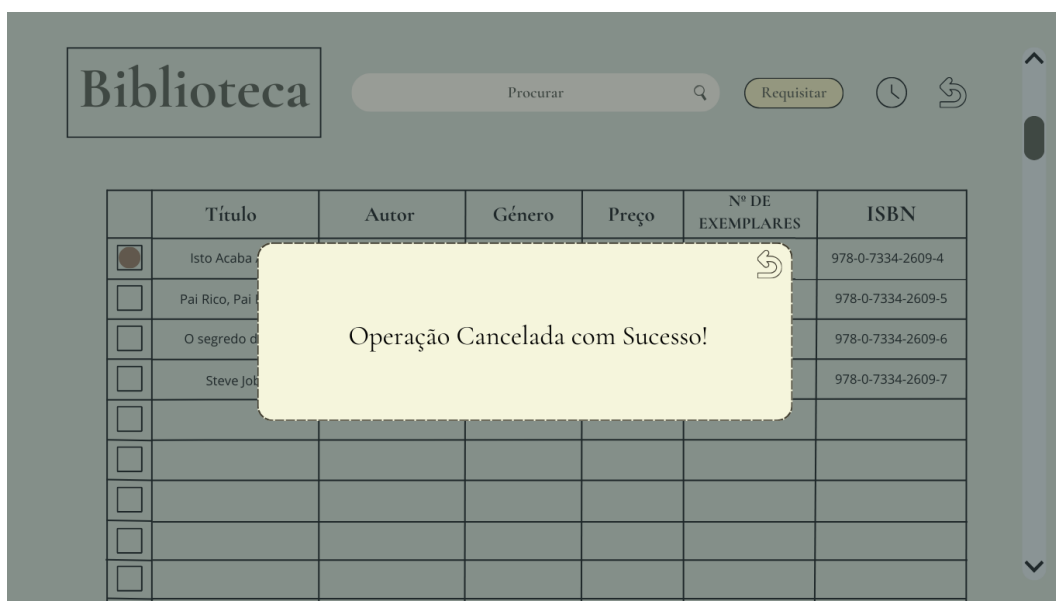 Biblioteca
Procurar
Requisitar
Título Autor Género Preço Nº DE EXEMPLARES ISBN
Isto Acaba 978-0-7334-2609-4
Pai Rico, Pai 978-0-7334-2609-5
O segredo d 978-0-7334-2609-6
Operação Cancelada com Sucesso!
Steve Job 978-0-7334-2609-7